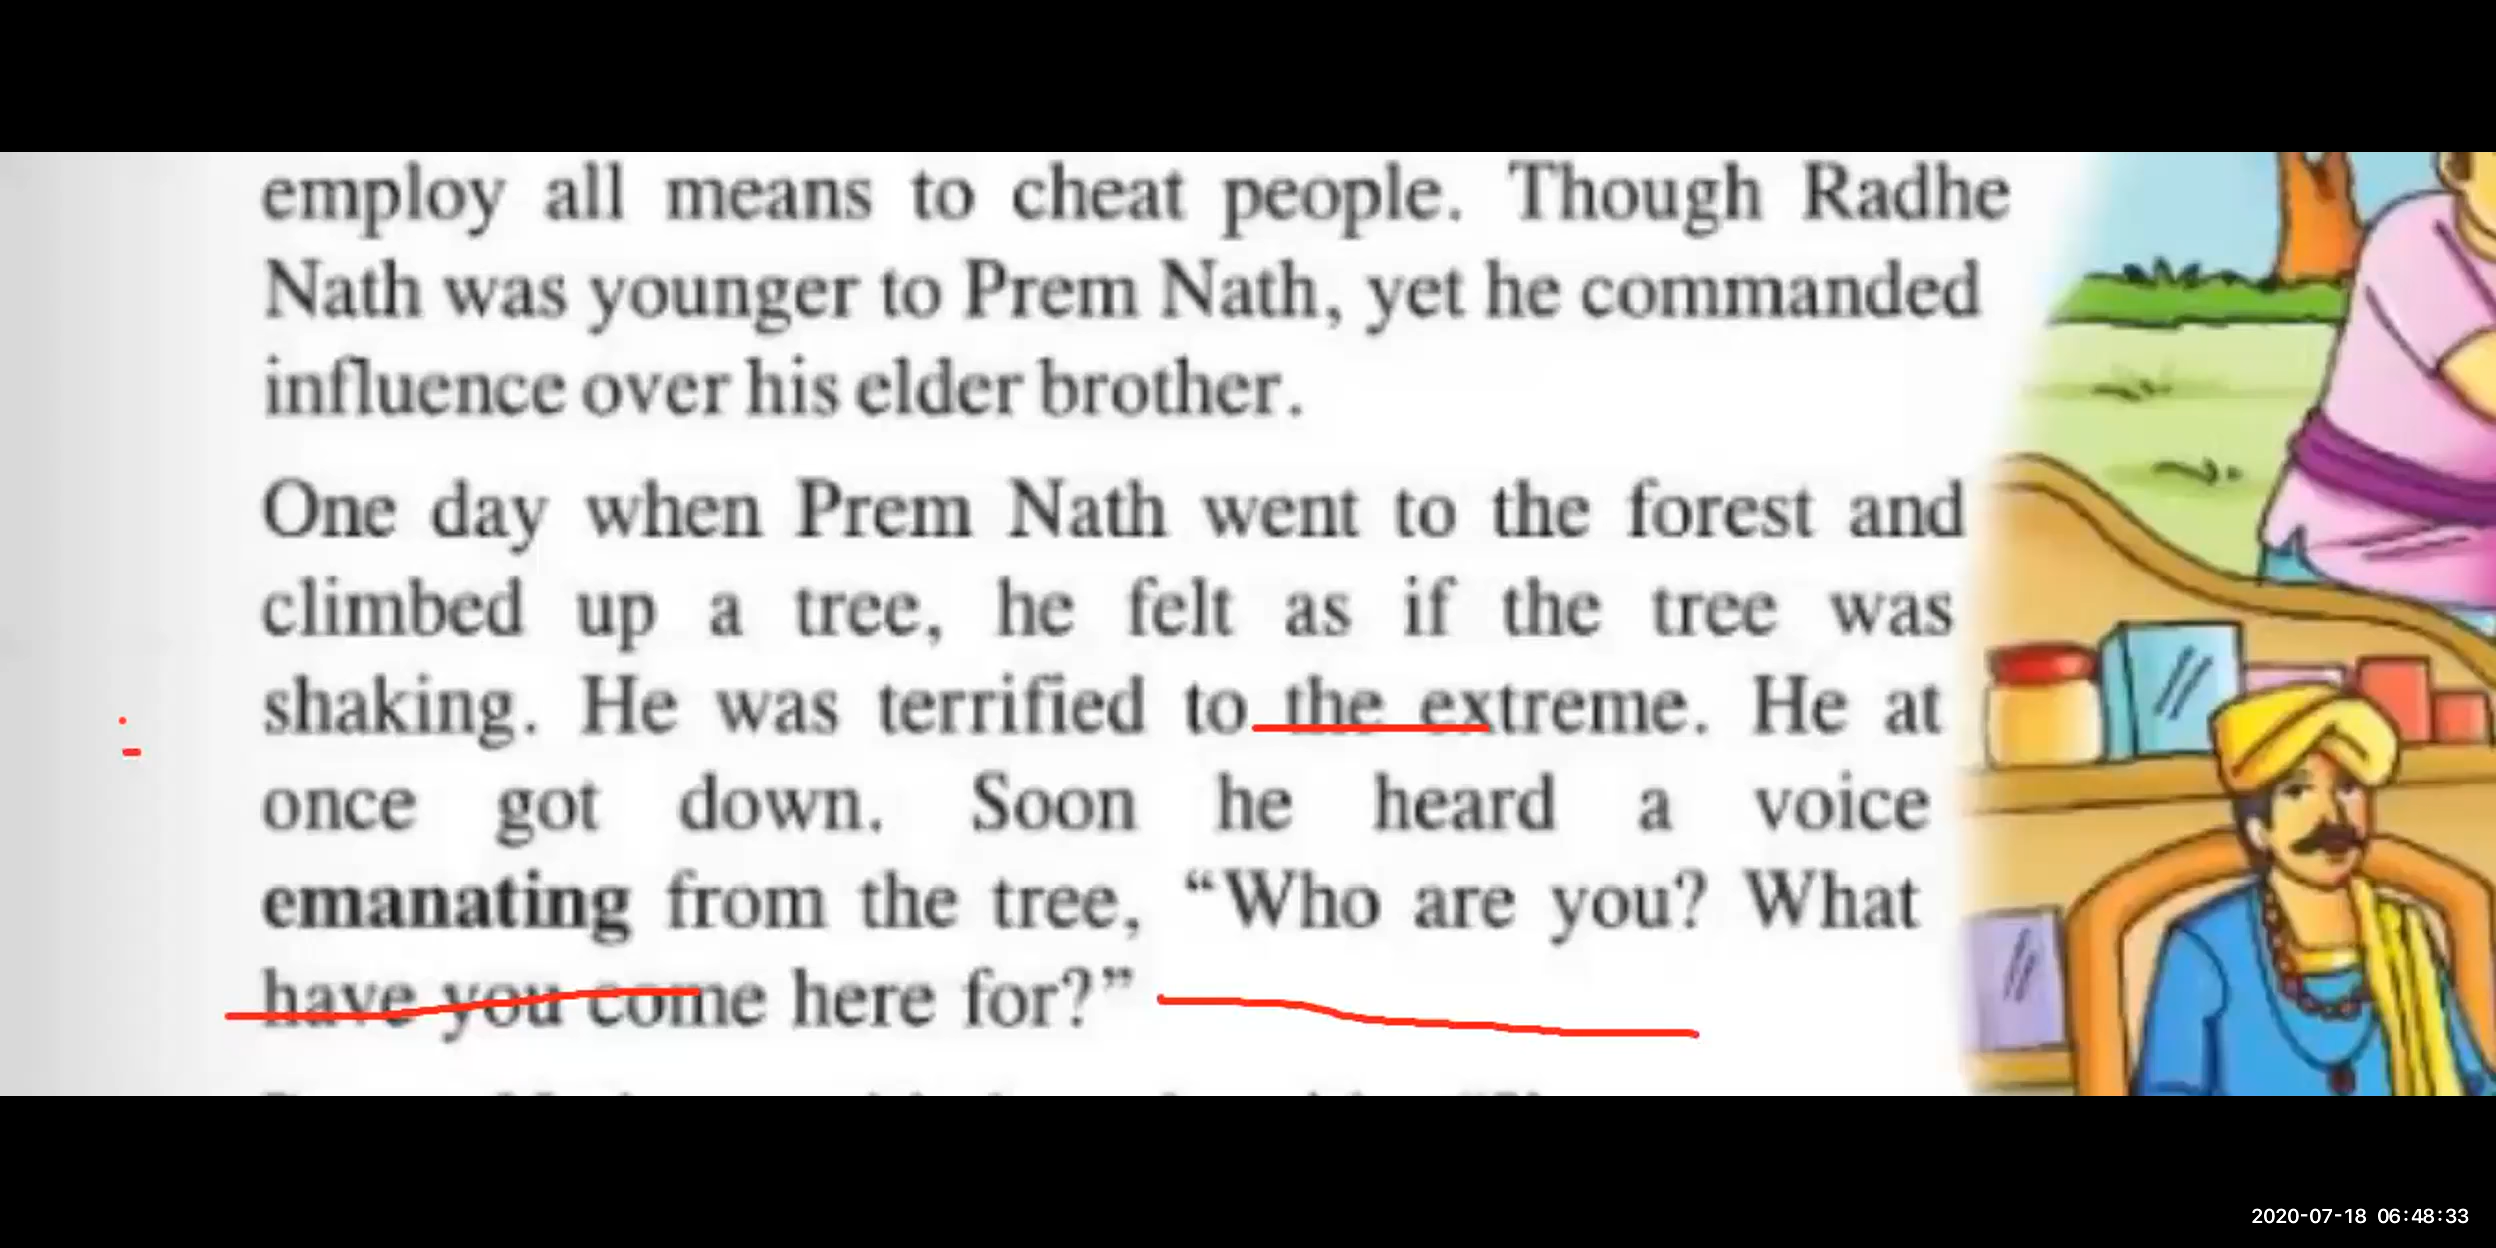 employ all means to cheat people. Though Radhe
Nath was younger to Prem Nath, yet he commanded
influence over his elder brother.
One day when Prem Nath went to the forest and
climbed up a tree, he felt as if the tree was
shaking. He was terrified to the extreme. He at
once got down. Soon he heard a voice
emanating from the tree, “Who are you? What
have you come here for?”
2020-07-18 06:48:33